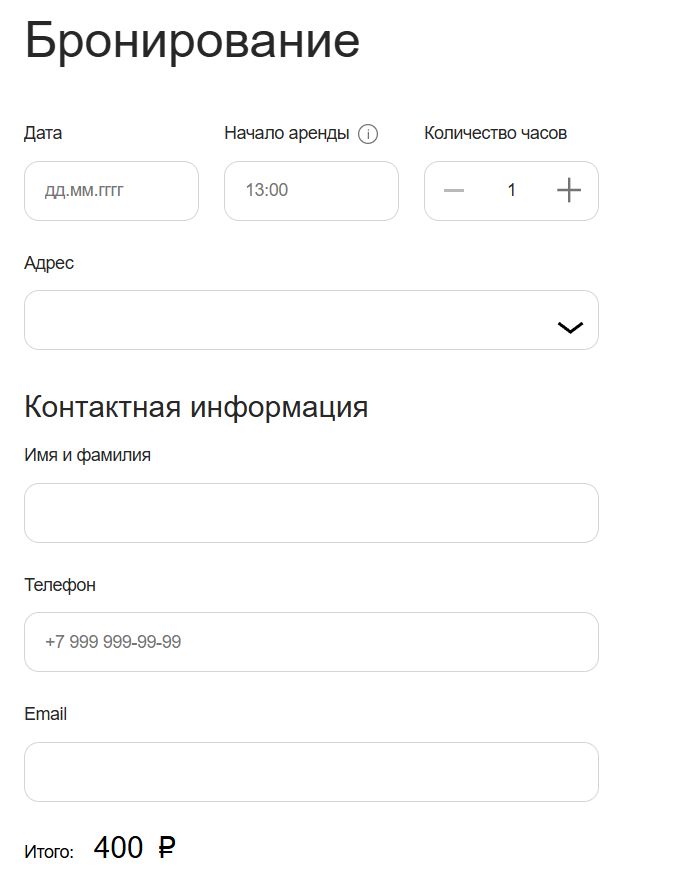 Бронирование
Дата Начало аренды i Количество часов
дд.мм.гггг 13:00 1
Адрес
Контактная информация
Имя и фамилия
Телефон
+7 999 999-99-99
Email
Итого: 400 ₽